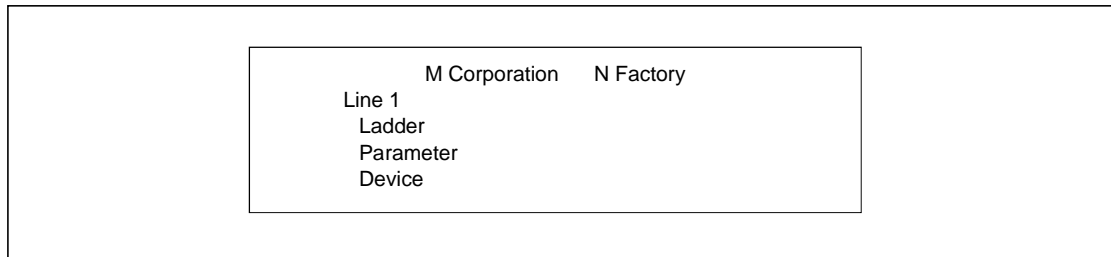 M Corporation N Factory
Line 1
Ladder
Parameter
Device